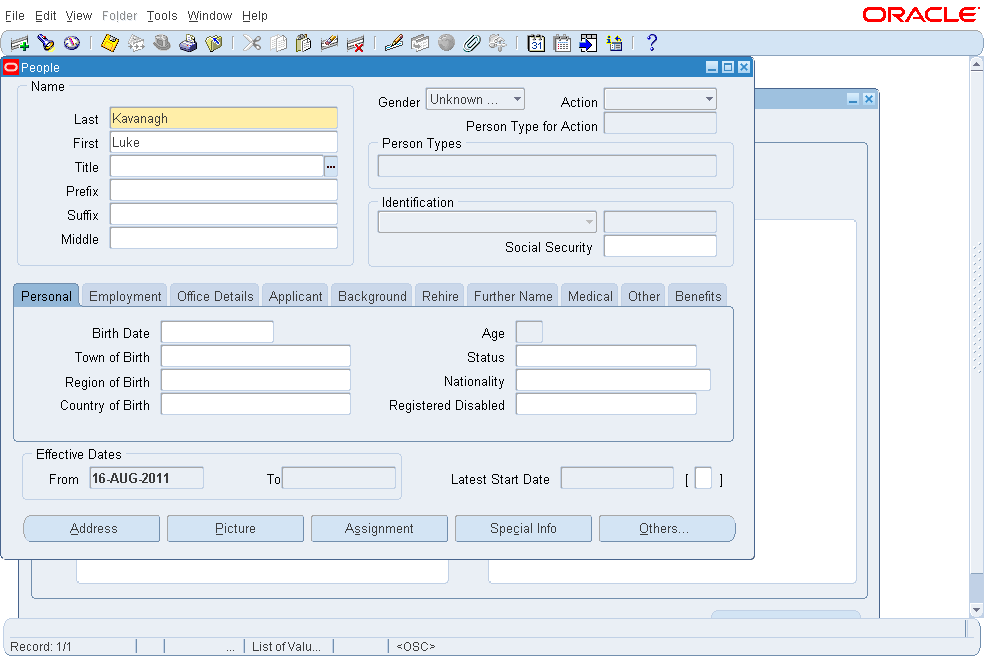 File Edit View Folder Tools Window Help
ORACLE
31
?
People
Name
Last Kavanagh
First Luke
Title ...
Prefix
Suffix
Middle
Gender Unknown ...
Action
Person Type for Action
Person Types
Identification
Social Security
Personal Employment Office Details Applicant Background Rehire Further Name Medical Other Benefits
Birth Date
Town of Birth
Region of Birth
Country of Birth
Age
Status
Nationality
Registered Disabled
Effective Dates
From 16-AUG-2011 To
Latest Start Date [ ]
Address Picture Assignment Special Info Others...
Record: 1/1 ... List of Valu... <OSC>